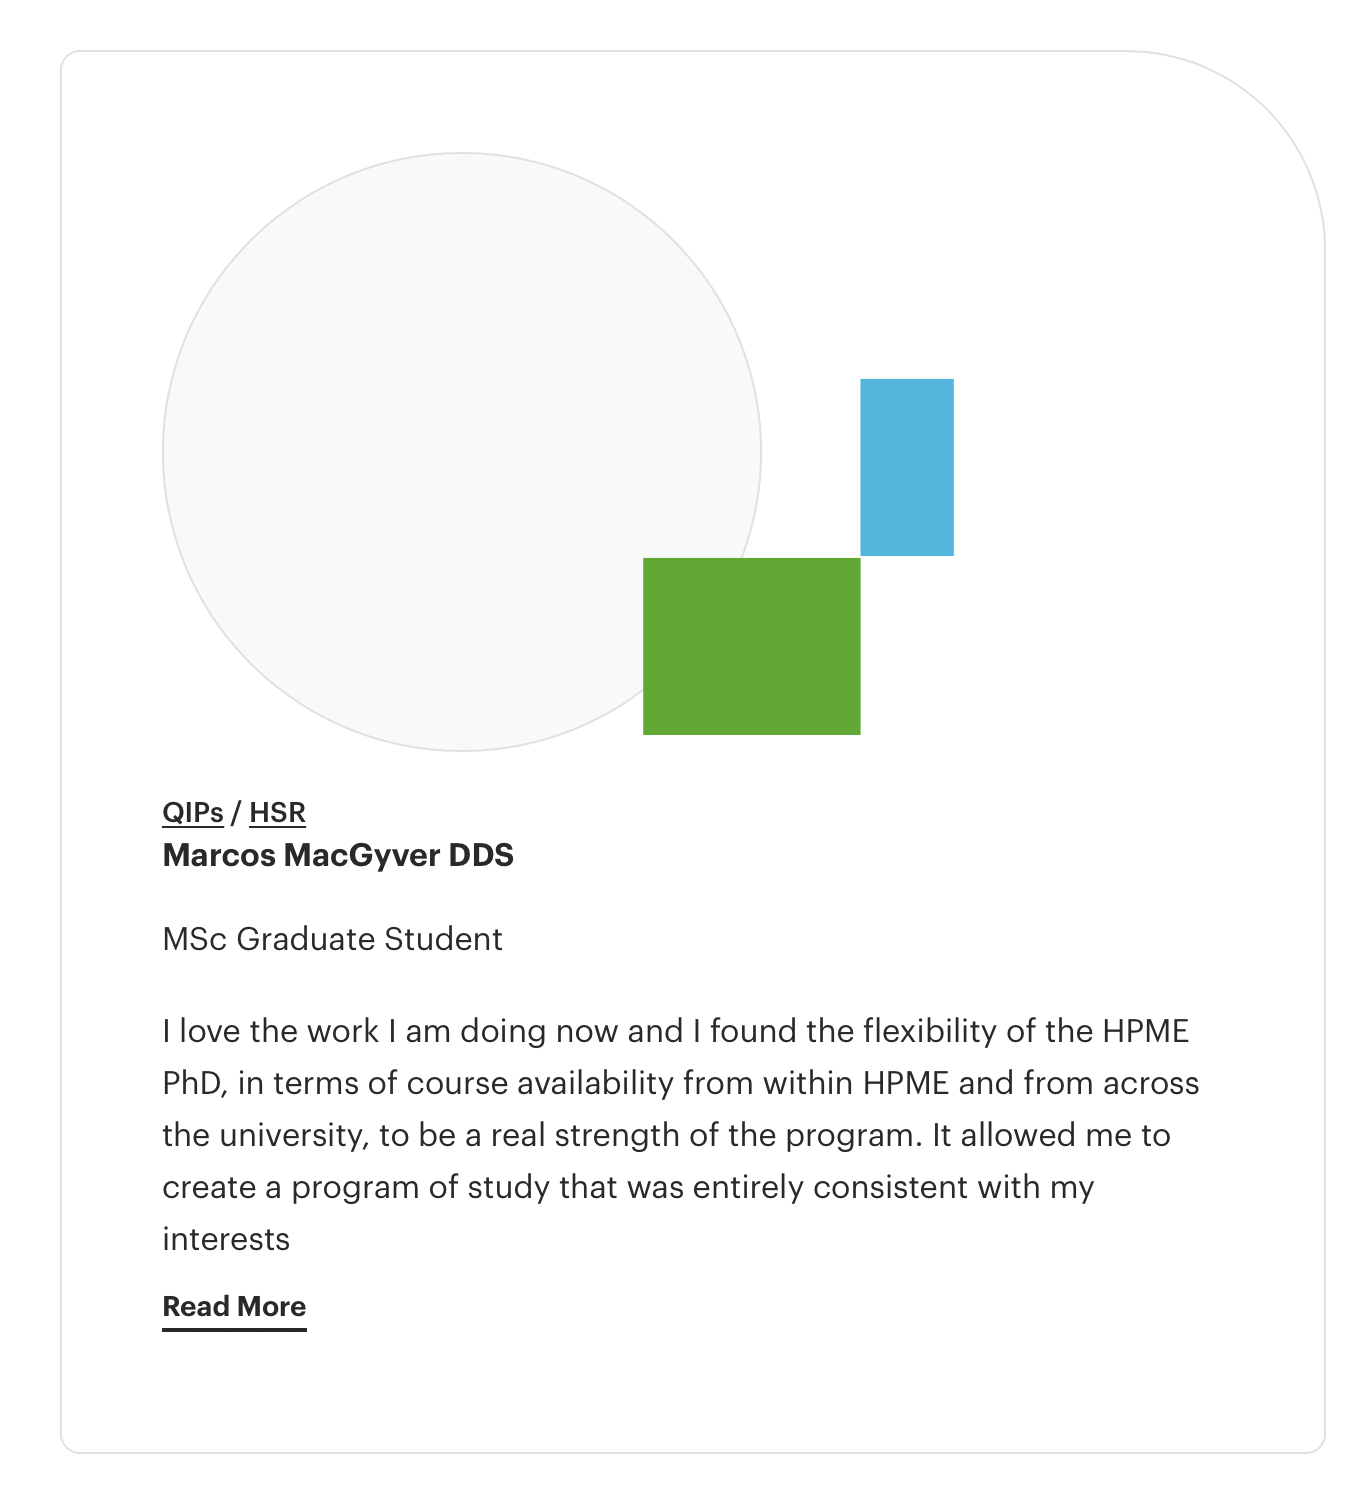 QIPs / HSR
Marcos MacGyver DDS
MSc Graduate Student
I love the work I am doing now and I found the flexibility of the HPME
PhD, in terms of course availability from within HPME and from across
the university, to be a real strength of the program. It allowed me to
create a program of study that was entirely consistent with my
interests
Read More